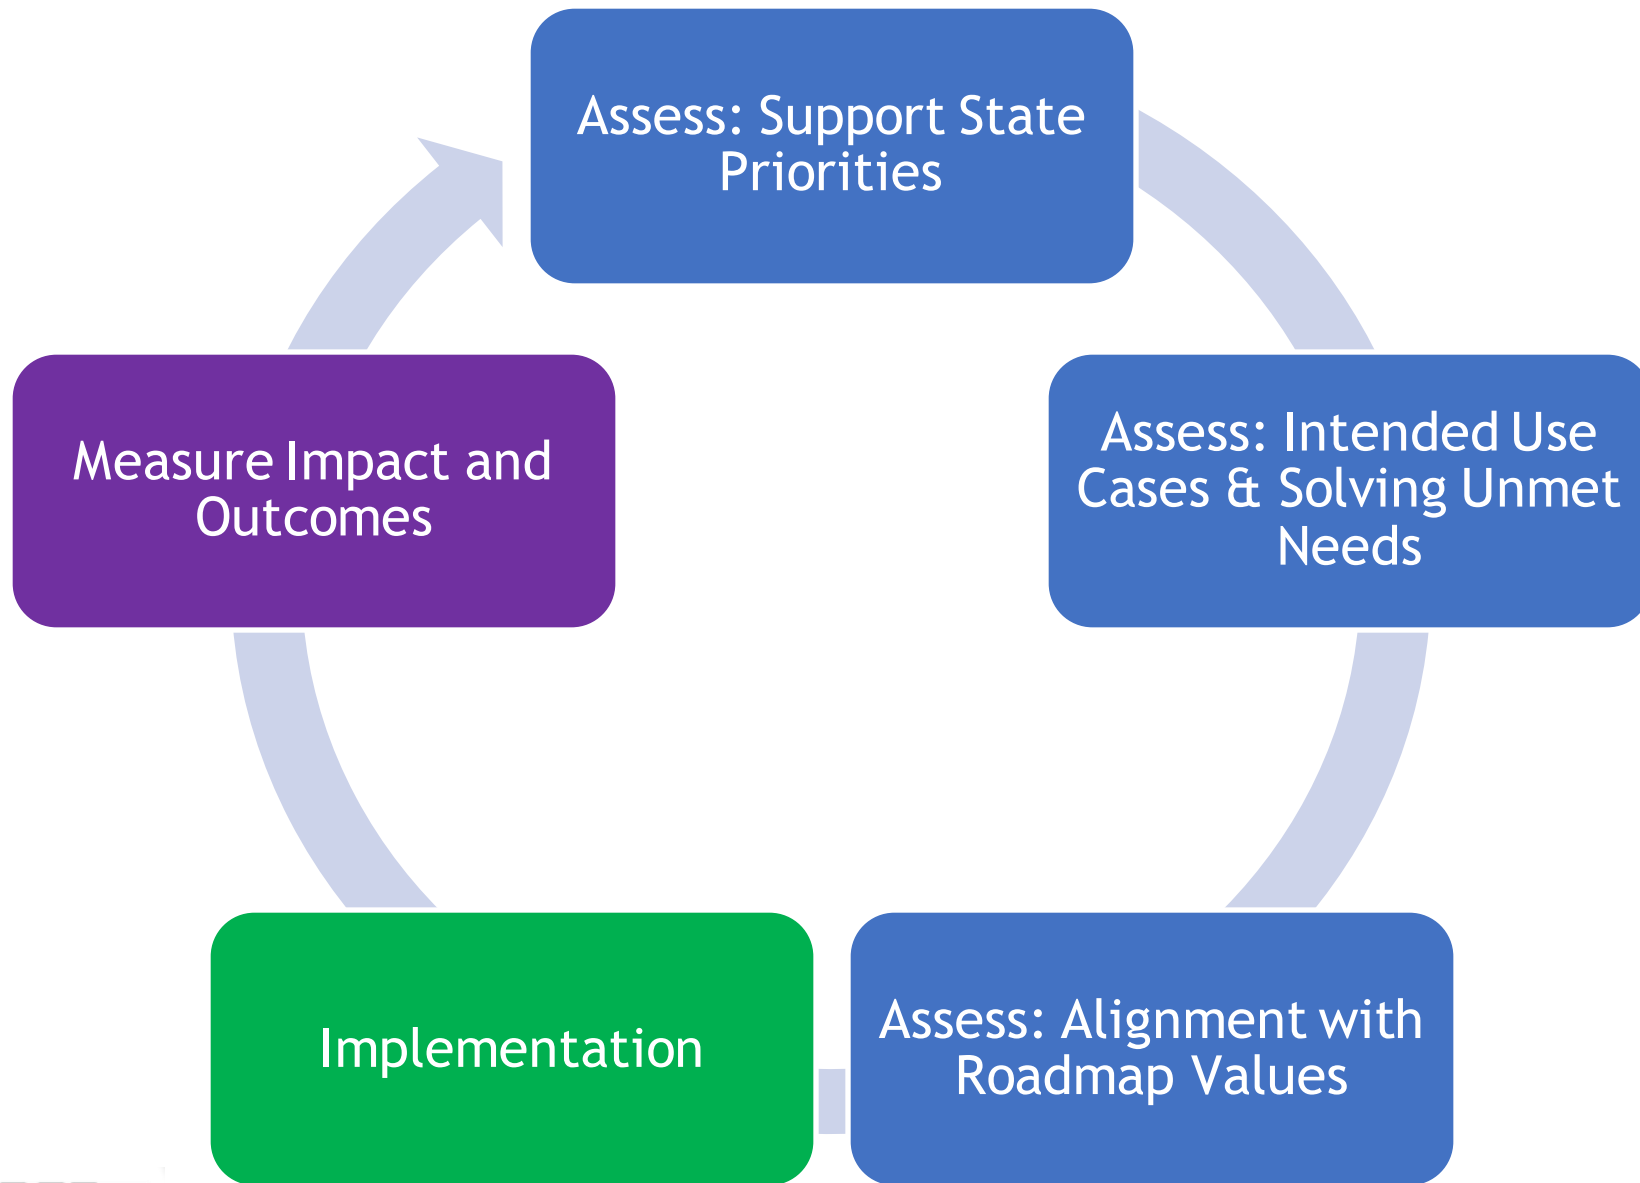 Assess: Support State
Priorities
Assess: Intended Use
Cases & Solving Unmet
Needs
Assess: Alignment with
Roadmap Values
Implementation
Measure Impact and
Outcomes